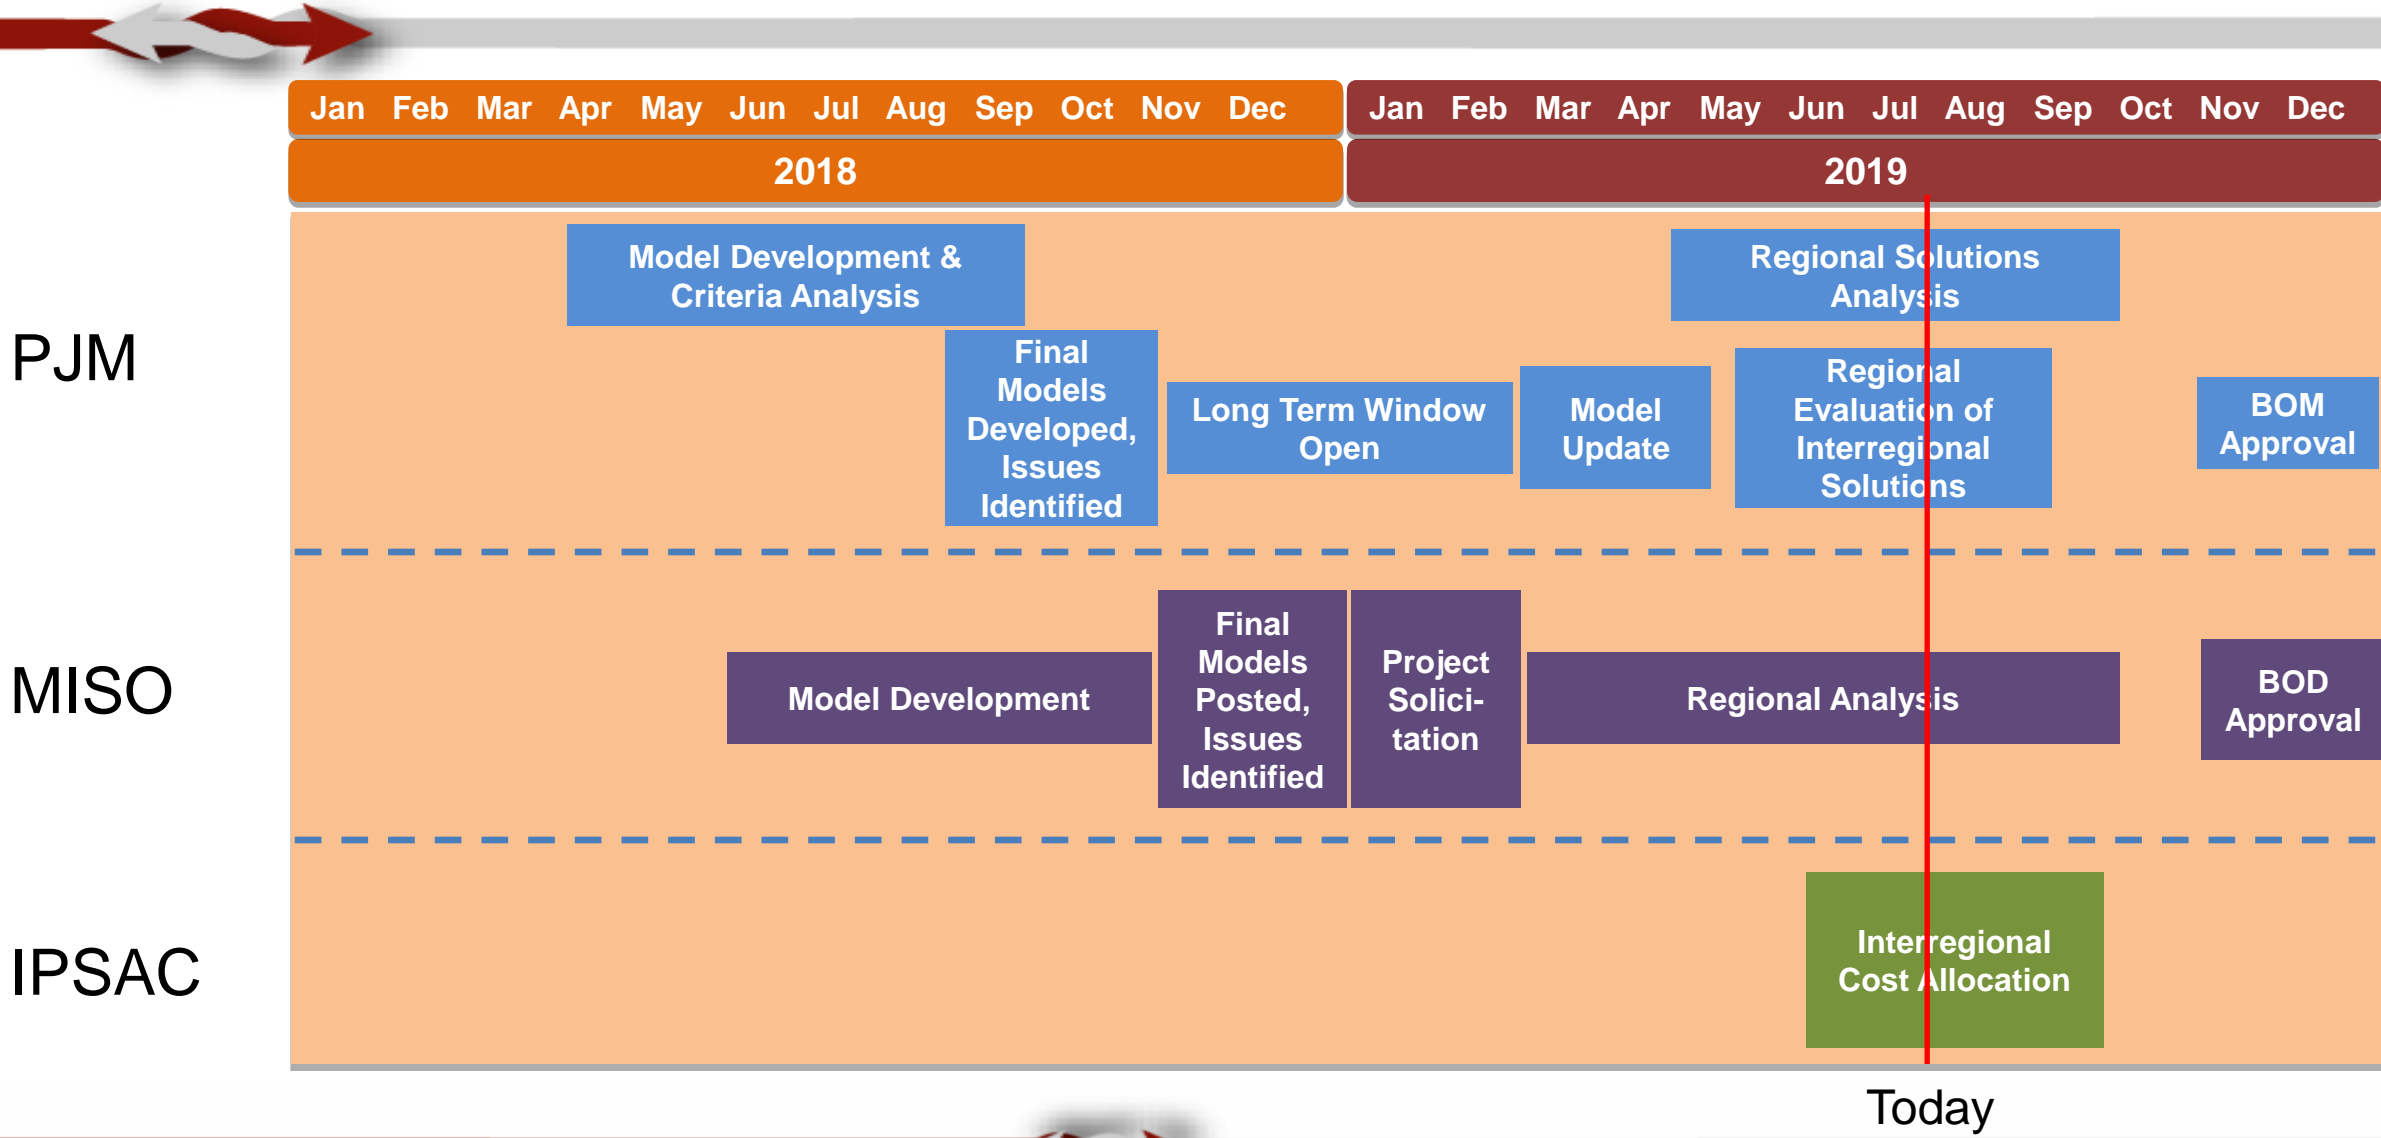 Jan Feb Mar Apr May Jun Jul Aug Sep Oct Nov Dec
Jan Feb Mar Apr May Jun Jul Aug Sep Oct Nov Dec
2018
2019
PJM
Model Development &
Criteria Analysis
Final
Models
Developed,
Issues
Identified
Long Term Window
Open
Model
Update
Regional Solutions
Analysis
Regional
Evaluation of
Interregional
Solutions
BOM
Approval
MISO
Model Development
Final
Models
Posted,
Issues
Identified
Project
Solici-
tation
Regional Analysis
BOD
Approval
IPSAC
Interregional
Cost Allocation
Today